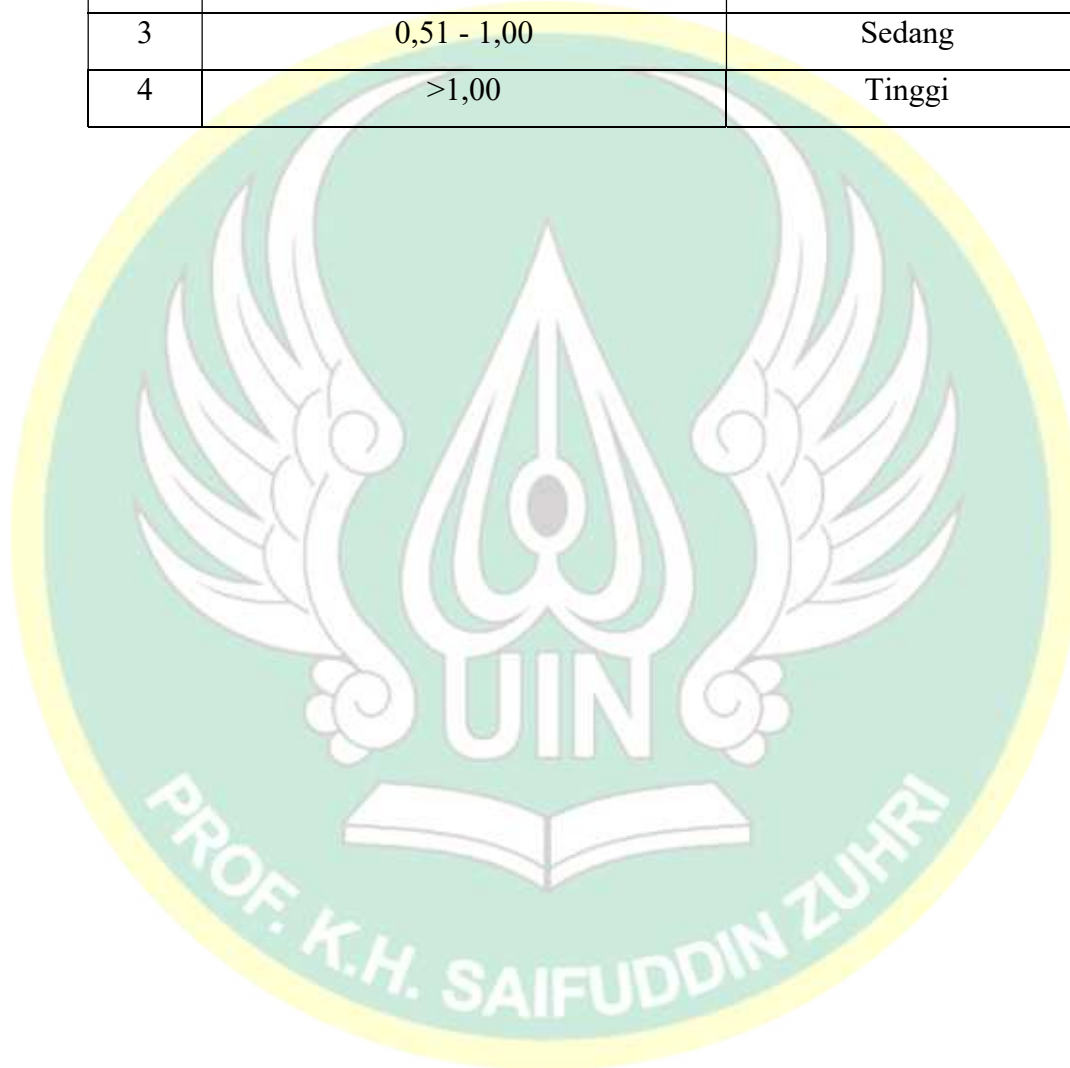 3 0,51 - 1,00 Sedang
4 >1,00 Tinggi
UIN
PROF. K.H. SAIFUDDIN ZUHRI